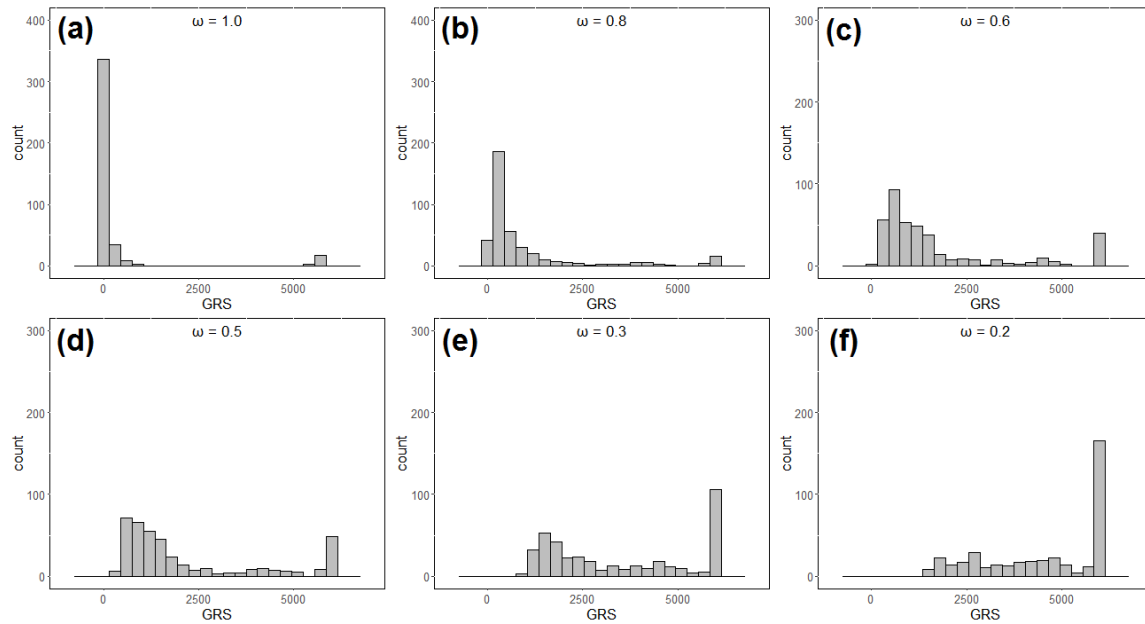 (a)
ω = 1.0
400
300
200
100
0
count
0 2500 5000
GRS
(b)
ω = 0.8
400
300
200
100
0
count
0 2500 5000
GRS
(c)
ω = 0.6
300
200
100
0
count
0 2500 5000
GRS
(d)
ω = 0.5
300
200
100
0
count
0 2500 5000
GRS
(e)
ω = 0.3
300
200
100
0
count
0 2500 5000
GRS
(f)
ω = 0.2
300
200
100
0
count
0 2500 5000
GRS